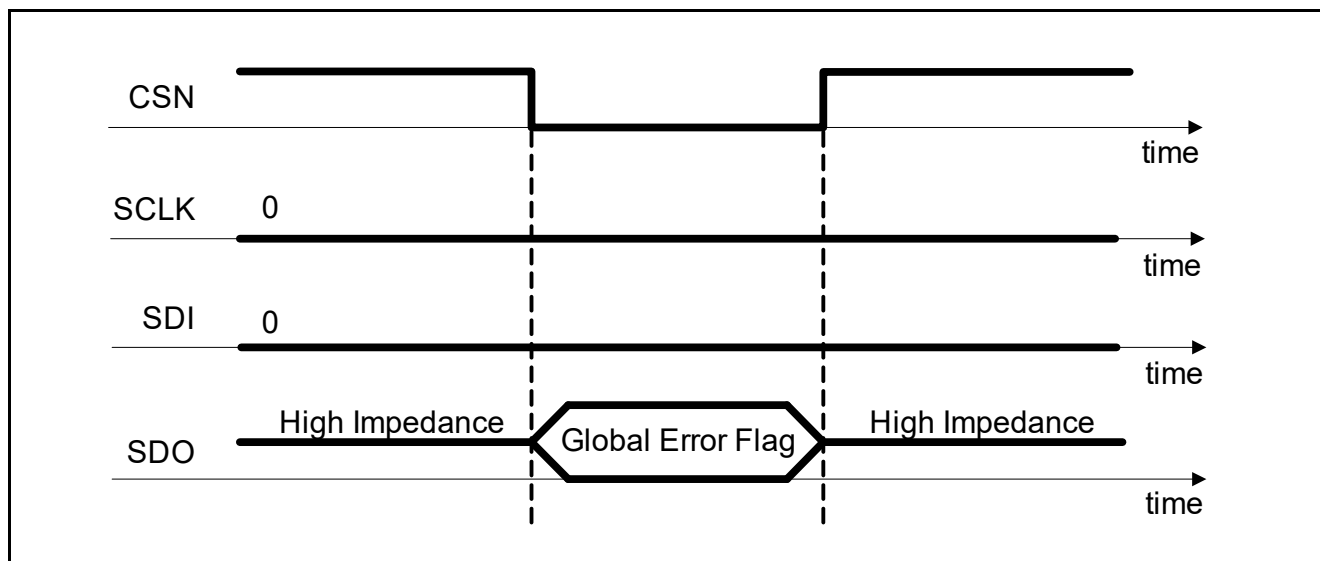 CSN
time
SCLK 0
time
SDI 0
time
High Impedance Global Error Flag High Impedance
SDO
time